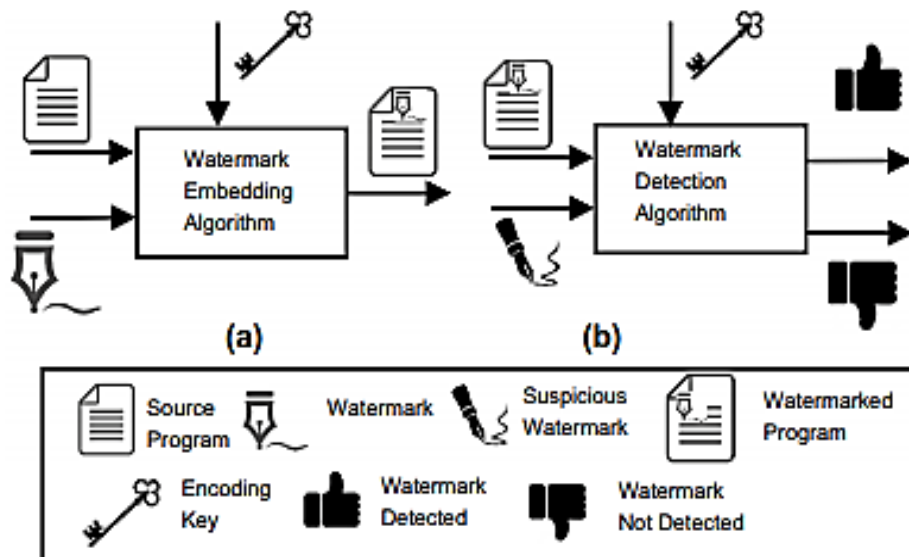 Watermark
Embedding
Algorithm
Watermark
Detection
Algorithm
(a)
(b)
Source
Program
Watermark
Suspicious
Watermark
Watermarked
Program
Encoding
Key
Watermark
Detected
Watermark
Not Detected